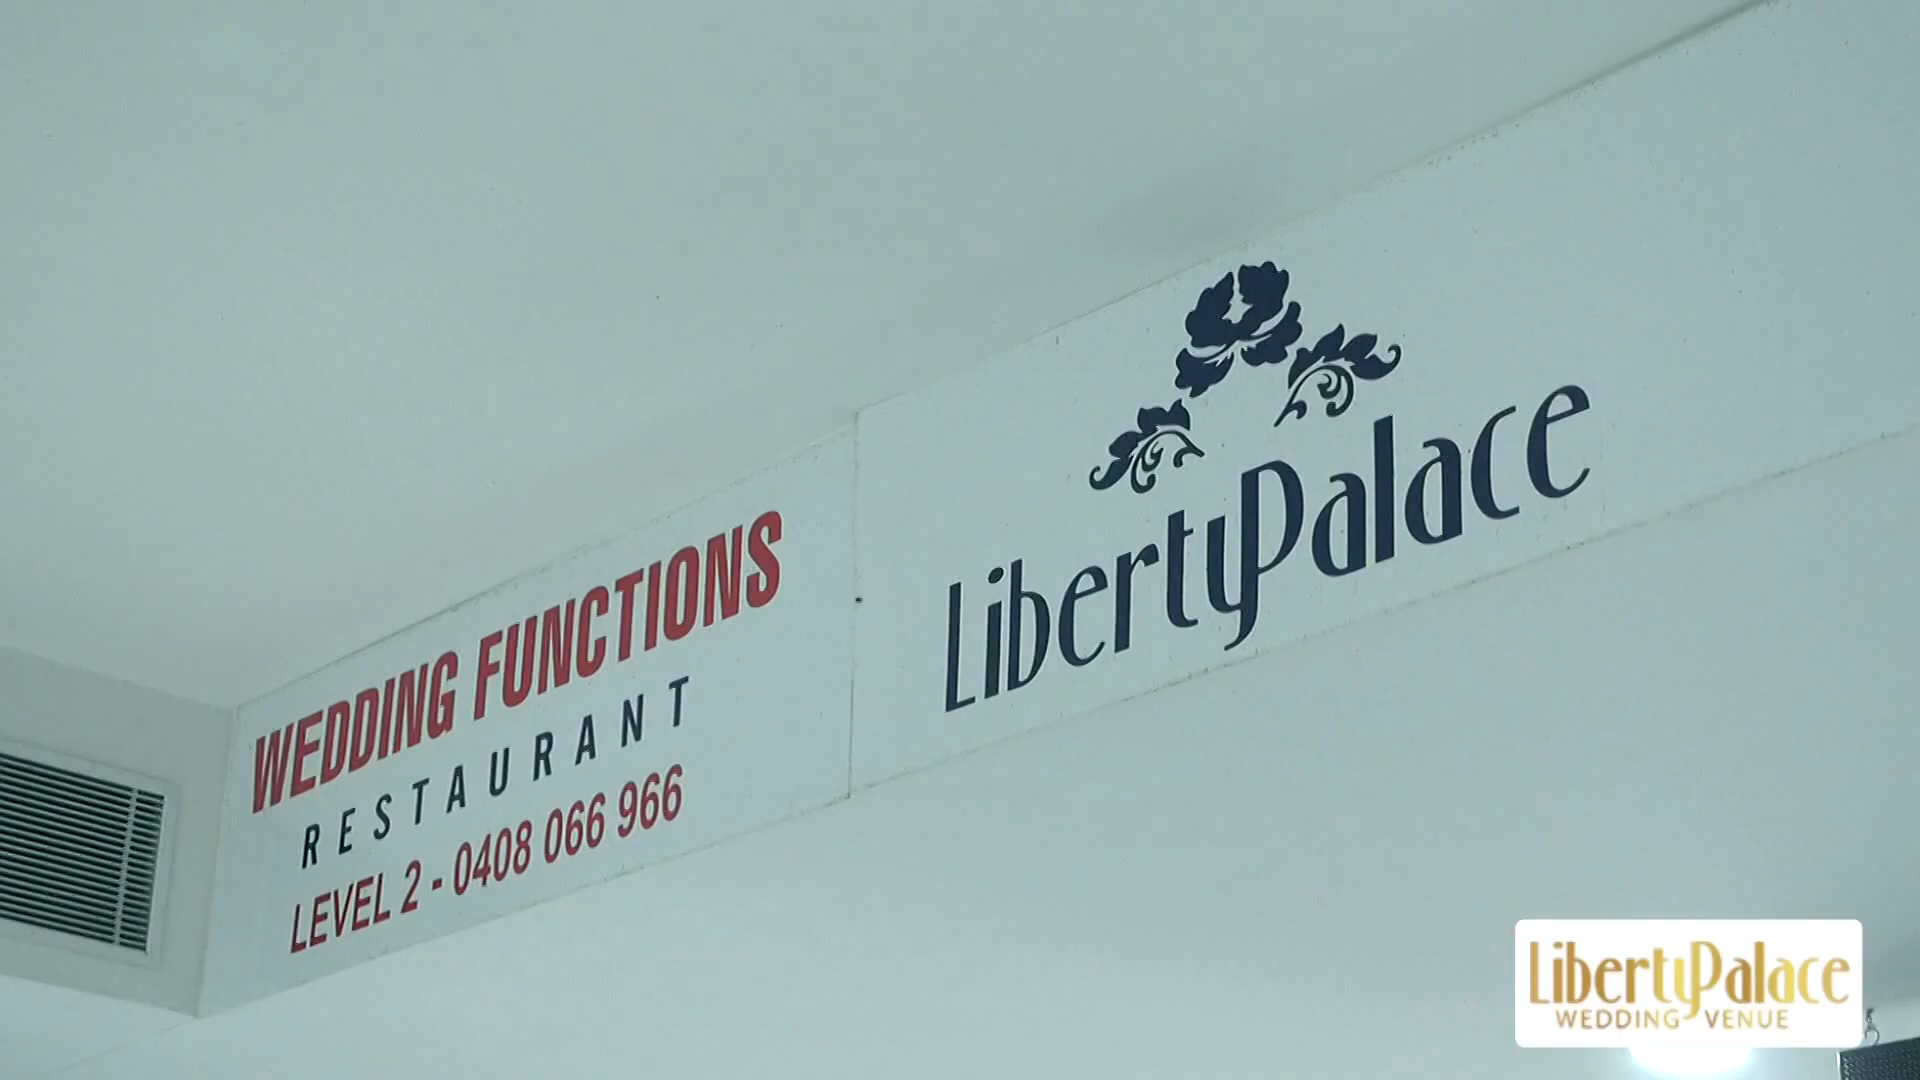 WEDDING FUNCTIONS
RESTAURANT
LEVEL 2 - 0408 066 966
LibertyPalace
LibertyPalace
WEDDING VENUE